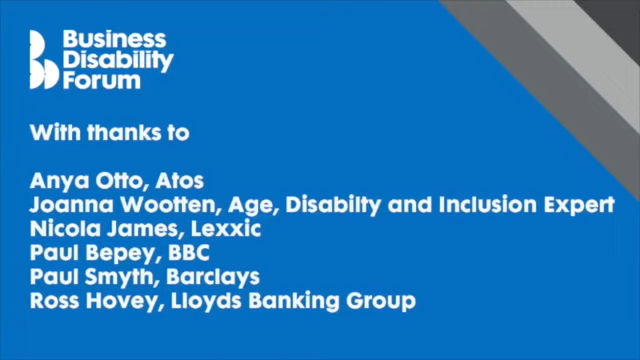 Business
Disability
Forum
With thanks to
Anya Otto, Atos
Joanna Wootten, Age, Disabilty and Inclusion Expert
Nicola James, Lexxic
Paul Bepey, BBC
Paul Smyth, Barclays
Ross Hovey, Lloyds Banking Group